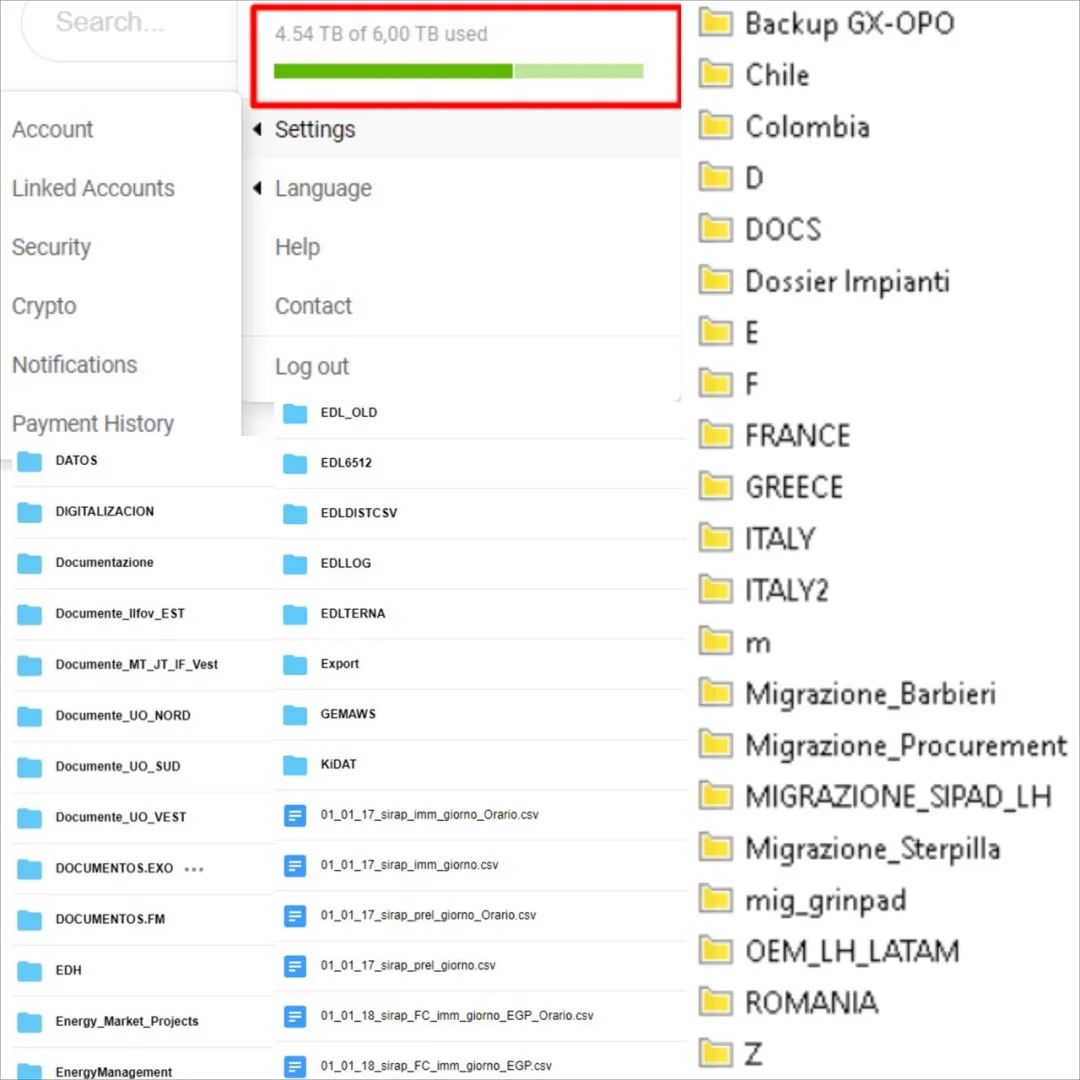 Search...
4.54 TB of 6,00 TB used
Account
Linked Accounts
Security
Crypto
Notifications
Payment History
Settings
Language
Help
Contact
Log out
DATOS
DIGITALIZACION
Documentazione
Documente_Ilfov_EST
Documente_MT_JT_IF_Vest
Documente_UO_NORD
Documente_UO_SUD
Documente_UO_VEST
DOCUMENTOS.EXO
DOCUMENTOS.FM
EDH
Energy_Market_Projects
EnergyManagement
EDL_OLD
EDL6512
EDLDISTCSV
EDLLOG
EDLTERNA
Export
GEMAWS
KiDAT
01_01_17_sirap_imm_giorno_Orario.csv
01_01_17_sirap_imm_giorno.csv
01_01_17_sirap_prel_giorno_Orario.csv
01_01_17_sirap_prel_giorno.csv
01_01_18_sirap_FC_imm_giorno_EGP_Orario.csv
01_01_18_sirap_FC_imm_giorno_EGP.csv
Backup GX-OPO
Chile
Colombia
D
DOCS
Dossier Impianti
E
F
FRANCE
GREECE
ITALY
ITALY2
m
Migrazione_Barbieri
Migrazione_Procurement
MIGRAZIONE_SIPAD_LH
Migrazione_Sterpilla
mig_grinpad
OEM_LH_LATAM
ROMANIA
Z